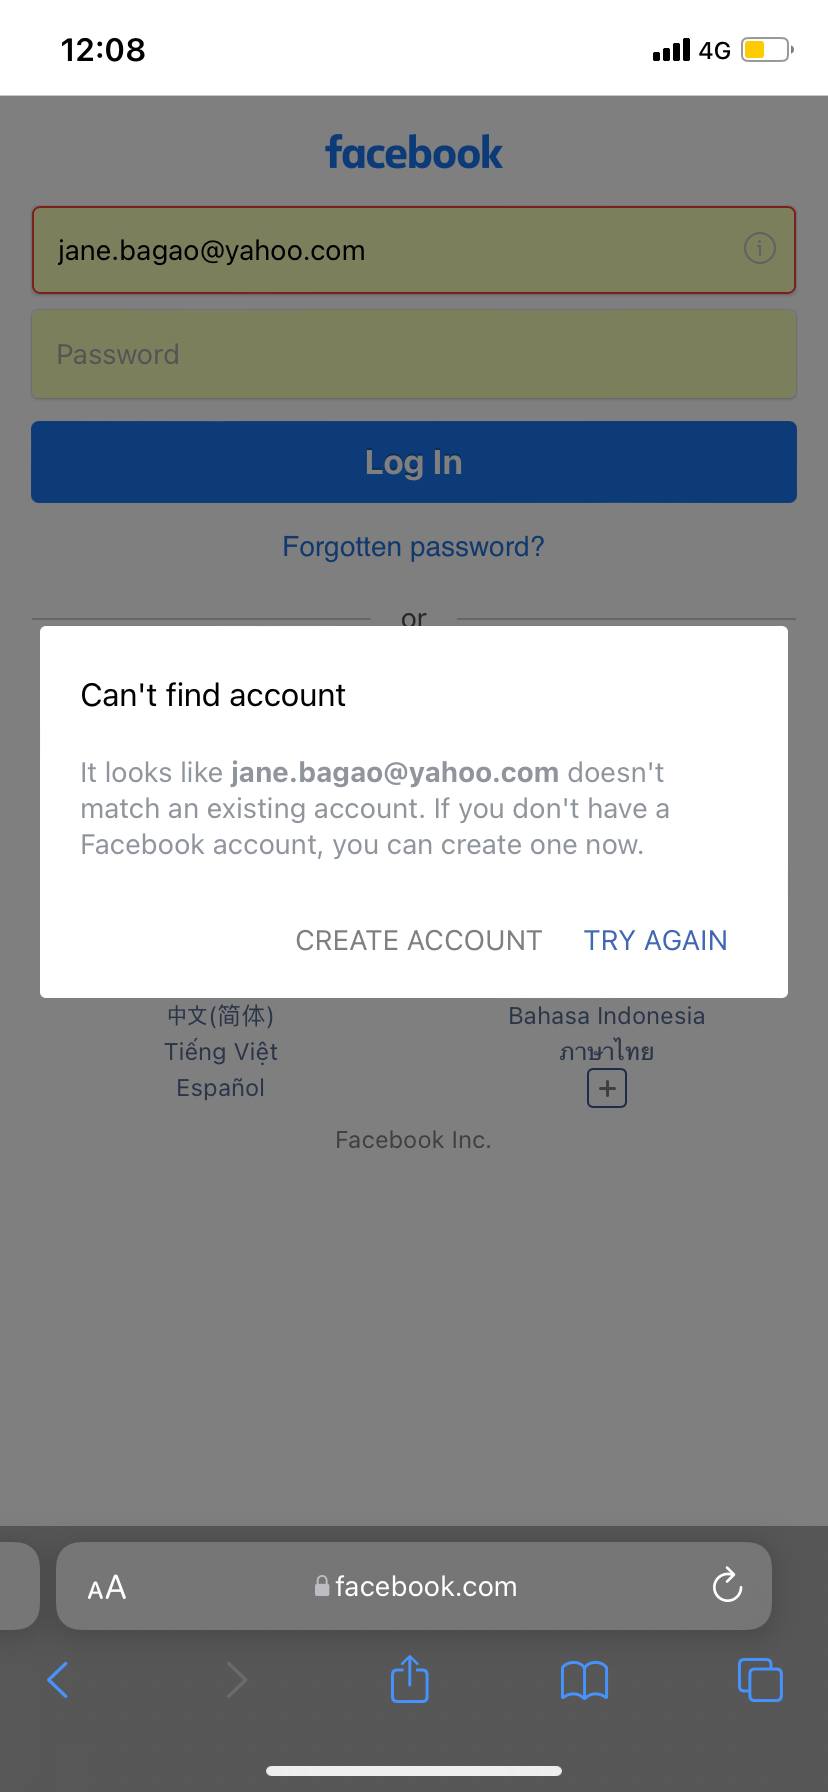 12:08
4G
facebook
jane.bagao@yahoo.com
Password
Log In
Forgotten password?
or
Can't find account
It looks like jane.bagao@yahoo.com doesn't
match an existing account. If you don't have a
Facebook account, you can create one now.
CREATE ACCOUNT TRY AGAIN
中文(简体) Bahasa Indonesia
Tiếng Việt ภาษาไทย
Español
Facebook Inc.
AA facebook.com